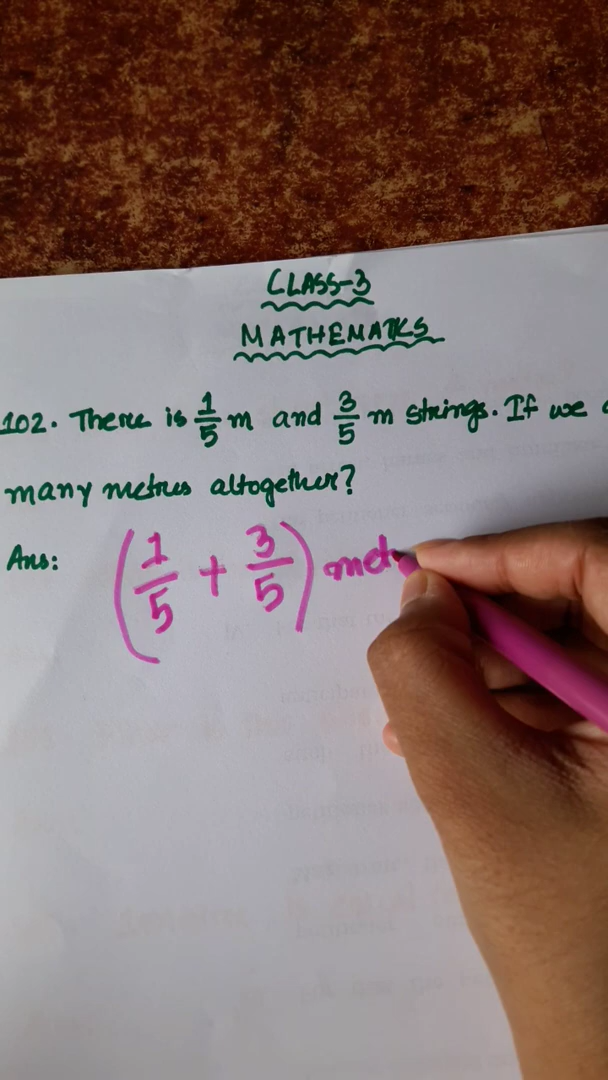 CLASS-3
MATHEMATICS
102. There is 1/5 m and 3/5 m strings. If we
many metres altogether?
Ans: (1/5 + 3/5) met